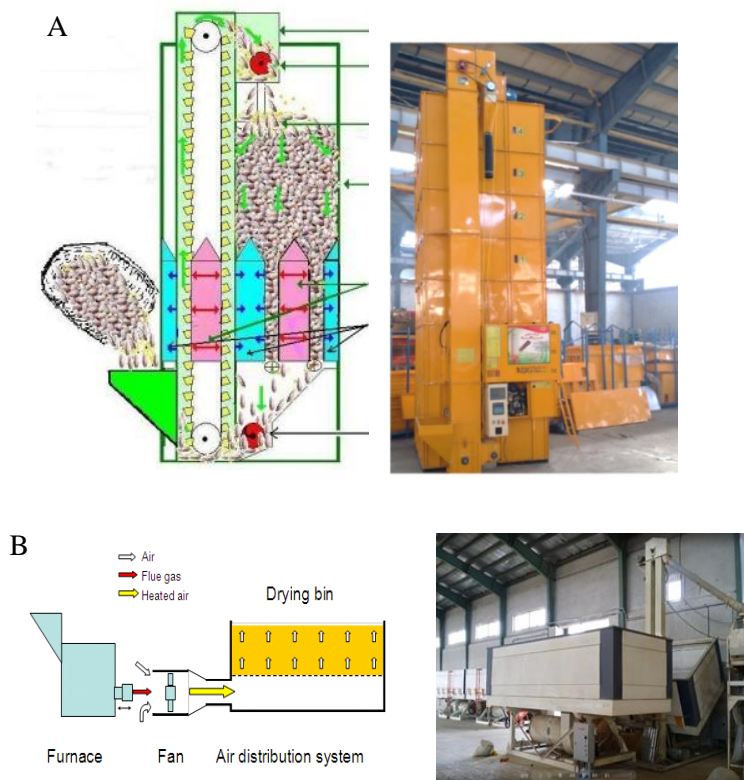 A
B
Air
Flue gas
Heated air
Drying bin
Furnace
Fan
Air distribution system